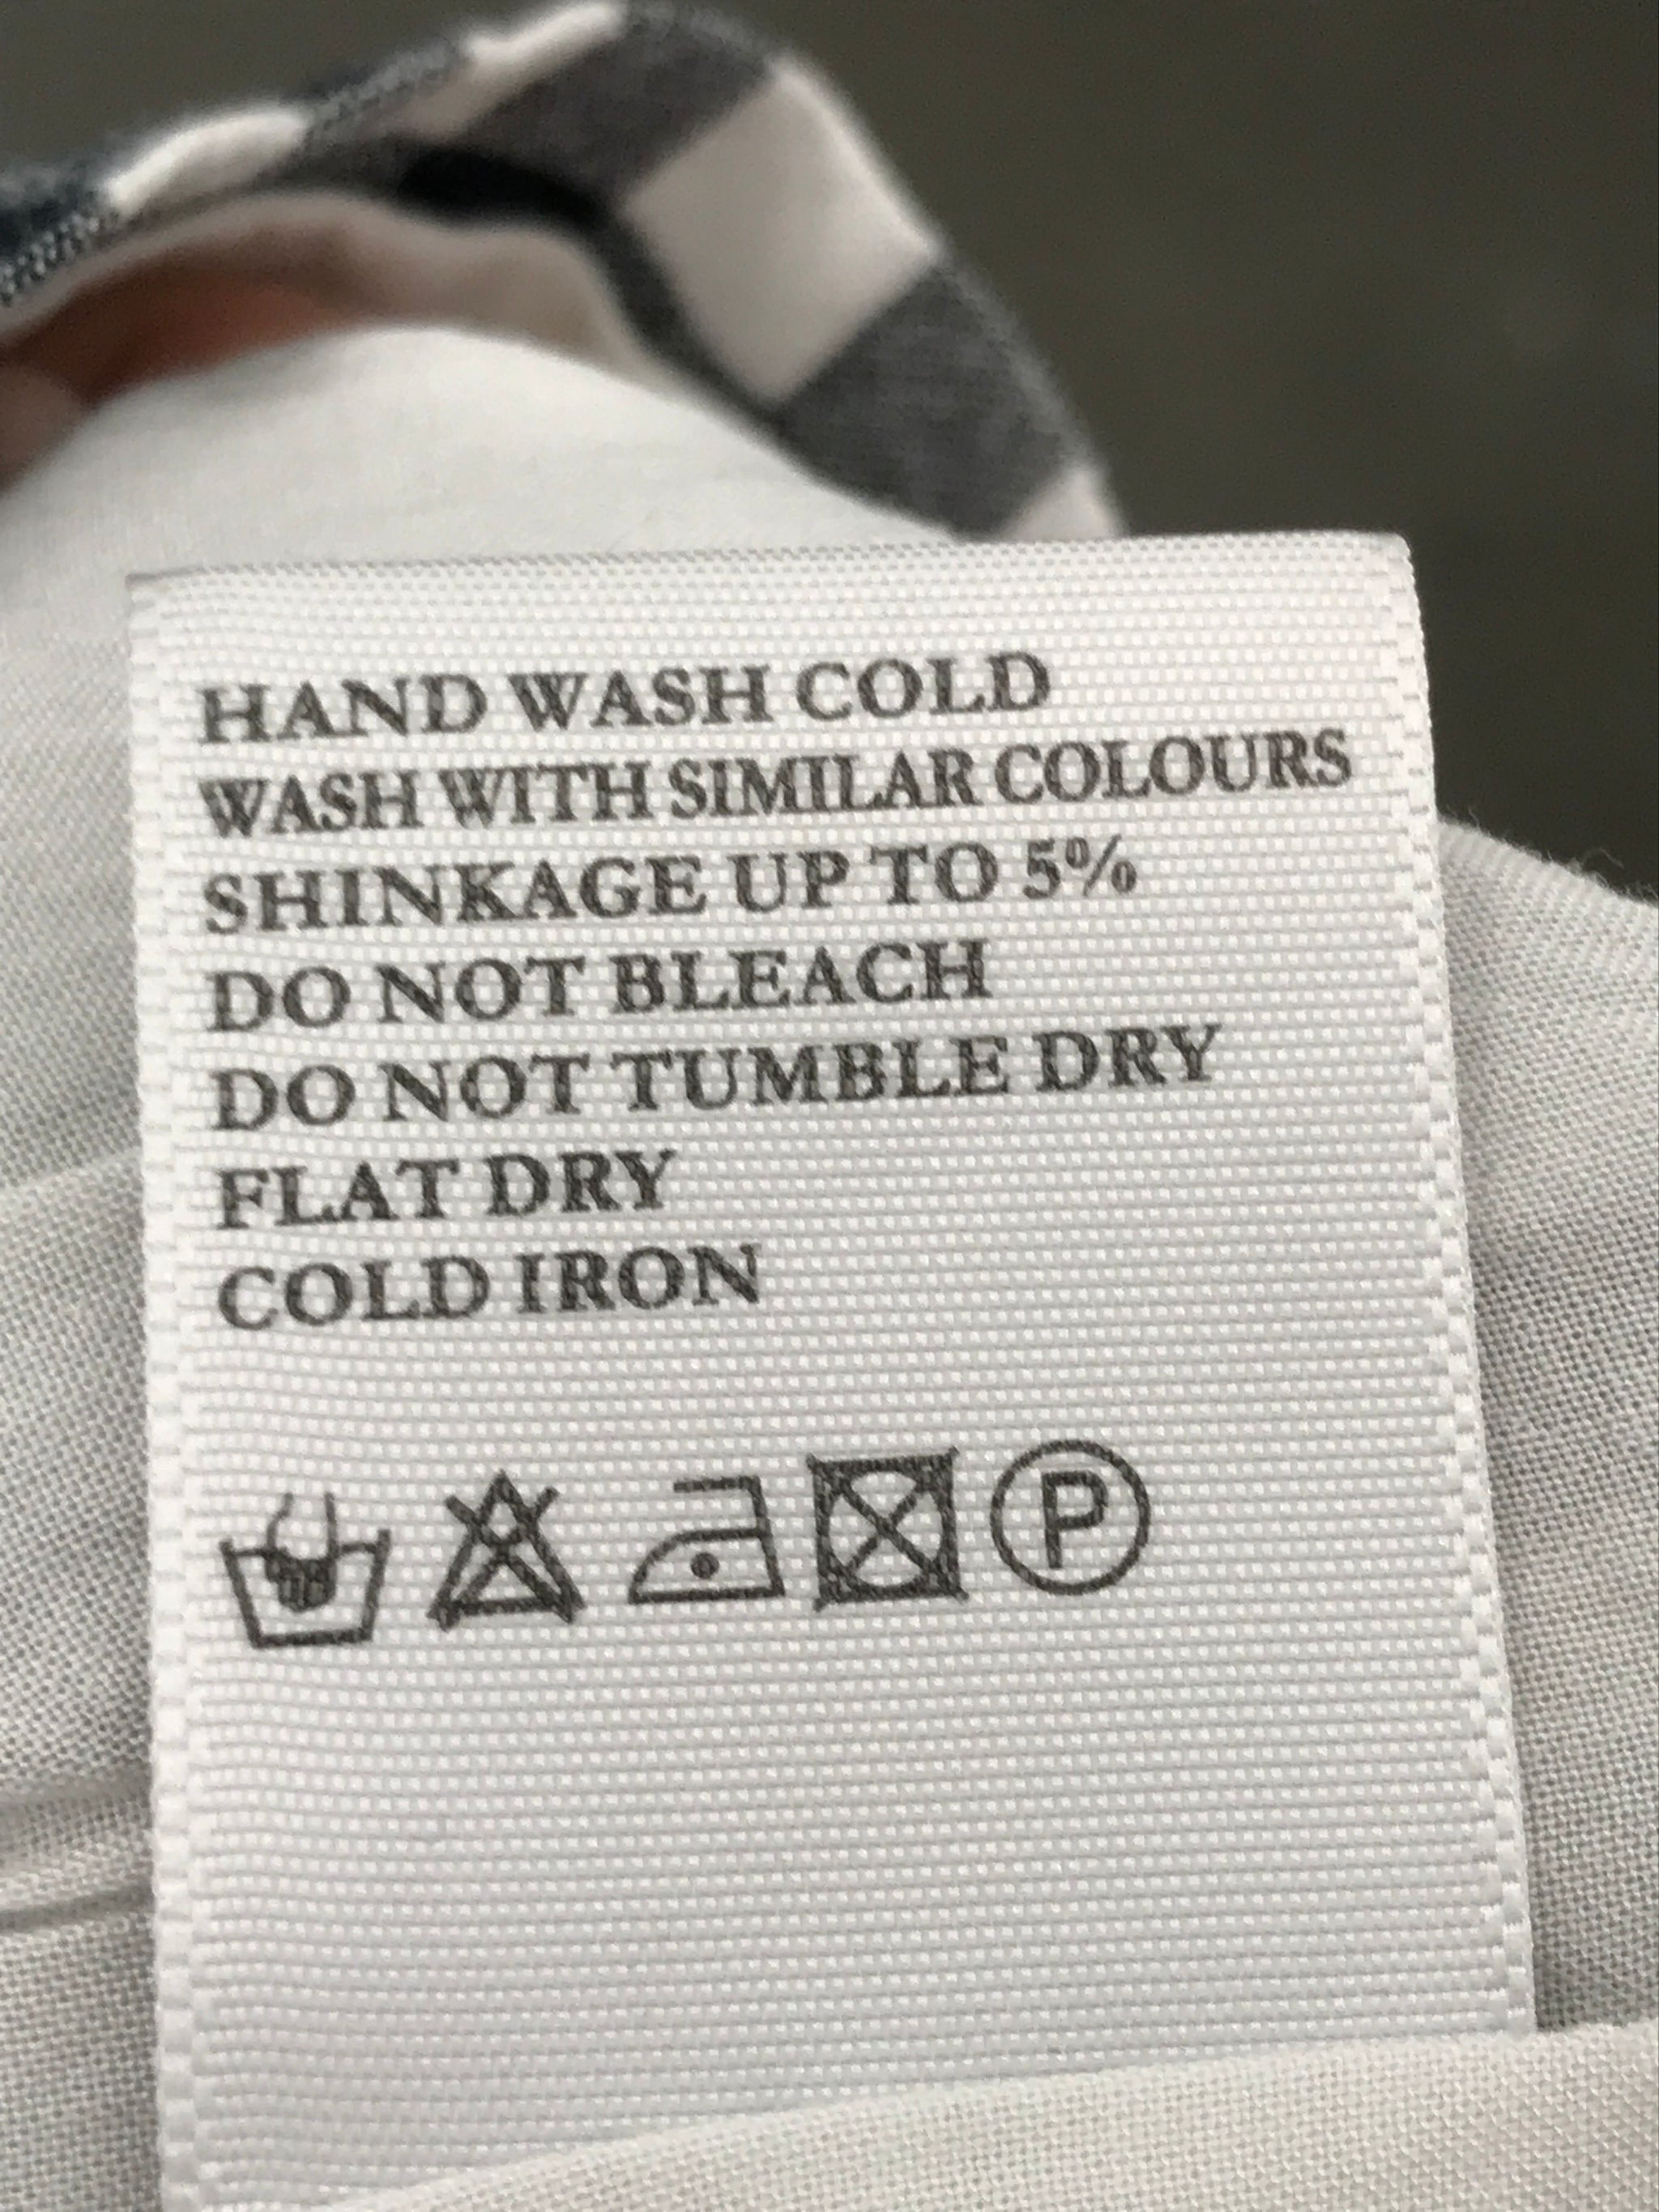 HAND WASH COLD
WASH WITH SIMILAR COLOURS
SHINKAGE UP TO 5%
DO NOT BLEACH
DO NOT TUMBLE DRY
FLAT DRY
COLD IRON
P